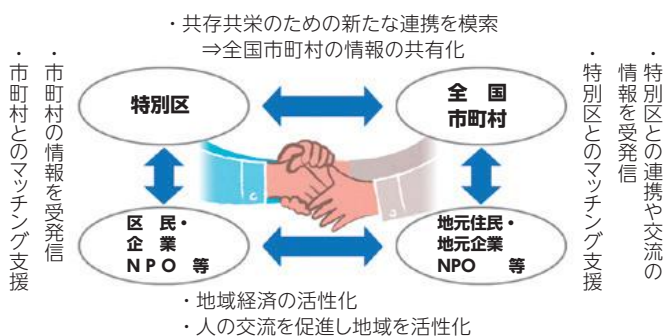 ・共存共栄のための新たな連携を模索
⇒全国市町村の情報の共有化
・市町村の情報を受発信
・市町村とのマッチング支援
特別区
全　国
市町村
・特別区との連携や交流の
情報を受発信
・特別区とのマッチング支援
区 民・
企　業
Ｎ Ｐ Ｏ　等
地元住民・
地元企業
NPO　　等
・地域経済の活性化
・人の交流を促進し地域を活性化